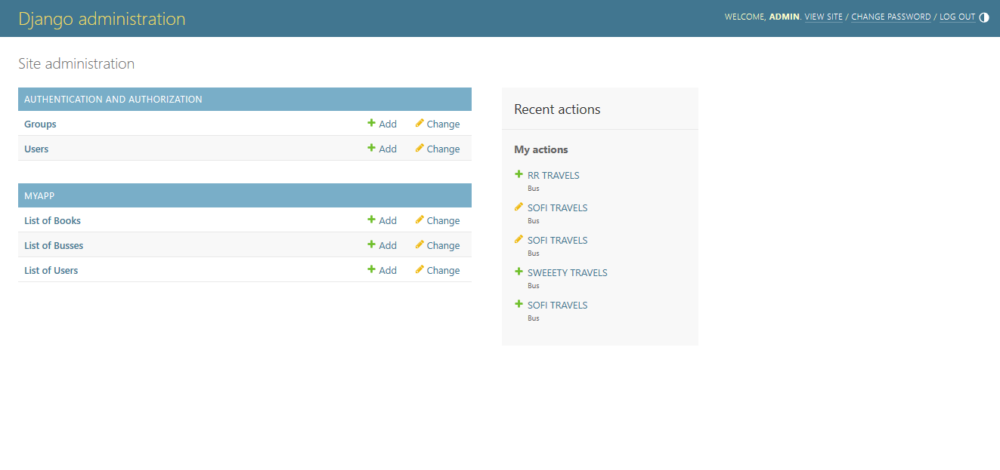 Django administration
WELCOME, ADMIN. VIEW SITE / CHANGE PASSWORD / LOG OUT
Site administration
AUTHENTICATION AND AUTHORIZATION
Groups Add Change
Users Add Change
MYAPP
List of Books Add Change
List of Busses Add Change
List of Users Add Change
Recent actions
My actions
RR TRAVELS
Bus
SOFI TRAVELS
Bus
SOFI TRAVELS
Bus
SWEEETY TRAVELS
Bus
SOFI TRAVELS
Bus